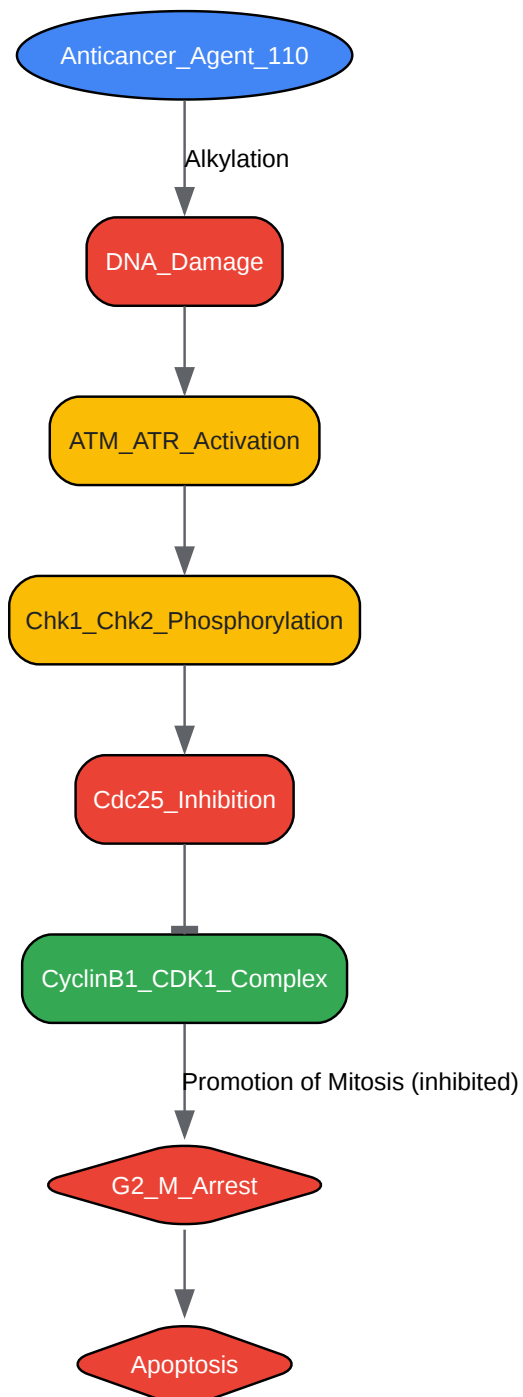 Anticancer_Agent_110
Alkylation
DNA_Damage
ATM_ATR_Activation
Chk1_Chk2_Phosphorylation
Cdc25_Inhibition
CyclinB1_CDK1_Complex
Promotion of Mitosis (inhibited)
G2_M_Arrest
Apoptosis